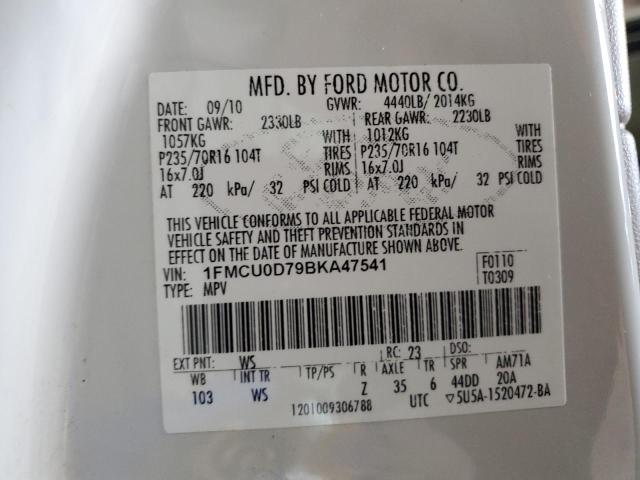 MFD. BY FORD MOTOR CO.
DATE: 09/10 GVWR: 4440LB/ 2014KG
FRONT GAWR: 2330LB REAR GAWR: 2230LB
1057KG WITH 1012KG WITH
P235/70R16 104T TIRES P235/70R16 104T TIRES
16x7.0J RIMS 16x7.0J RIMS
AT 220 kPa/ 32 PSI COLD AT 220 kPa/ 32 PSI COLD
THIS VEHICLE CONFORMS TO ALL APPLICABLE FEDERAL MOTOR
VEHICLE SAFETY AND THEFT PREVENTION STANDARDS IN
EFFECT ON THE DATE OF MANUFACTURE SHOWN ABOVE.
VIN: 1FMCU0D79BKA47541 F0110
TYPE: MPV T0309
EXT PNT: WS RC: 23 DSO:
WB INT TR TP/PS R AXLE TR SPR AM71A
103 WS Z 35 6 44DD 20A
1201009306788 UTC ▽5U5A-1520472-BA